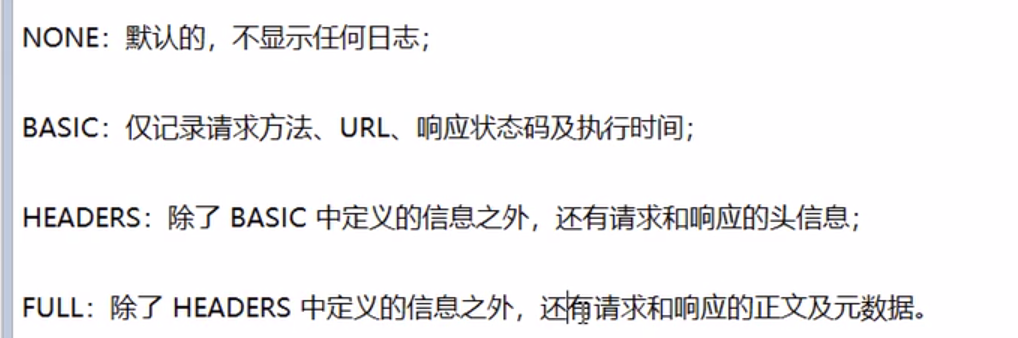 NONE：默认的，不显示任何日志；
BASIC：仅记录请求方法、URL、响应状态码及执行时间；
HEADERS：除了 BASIC 中定义的信息之外，还有请求和响应的头信息；
FULL：除了 HEADERS 中定义的信息之外，还有请求和响应的正文及元数据。